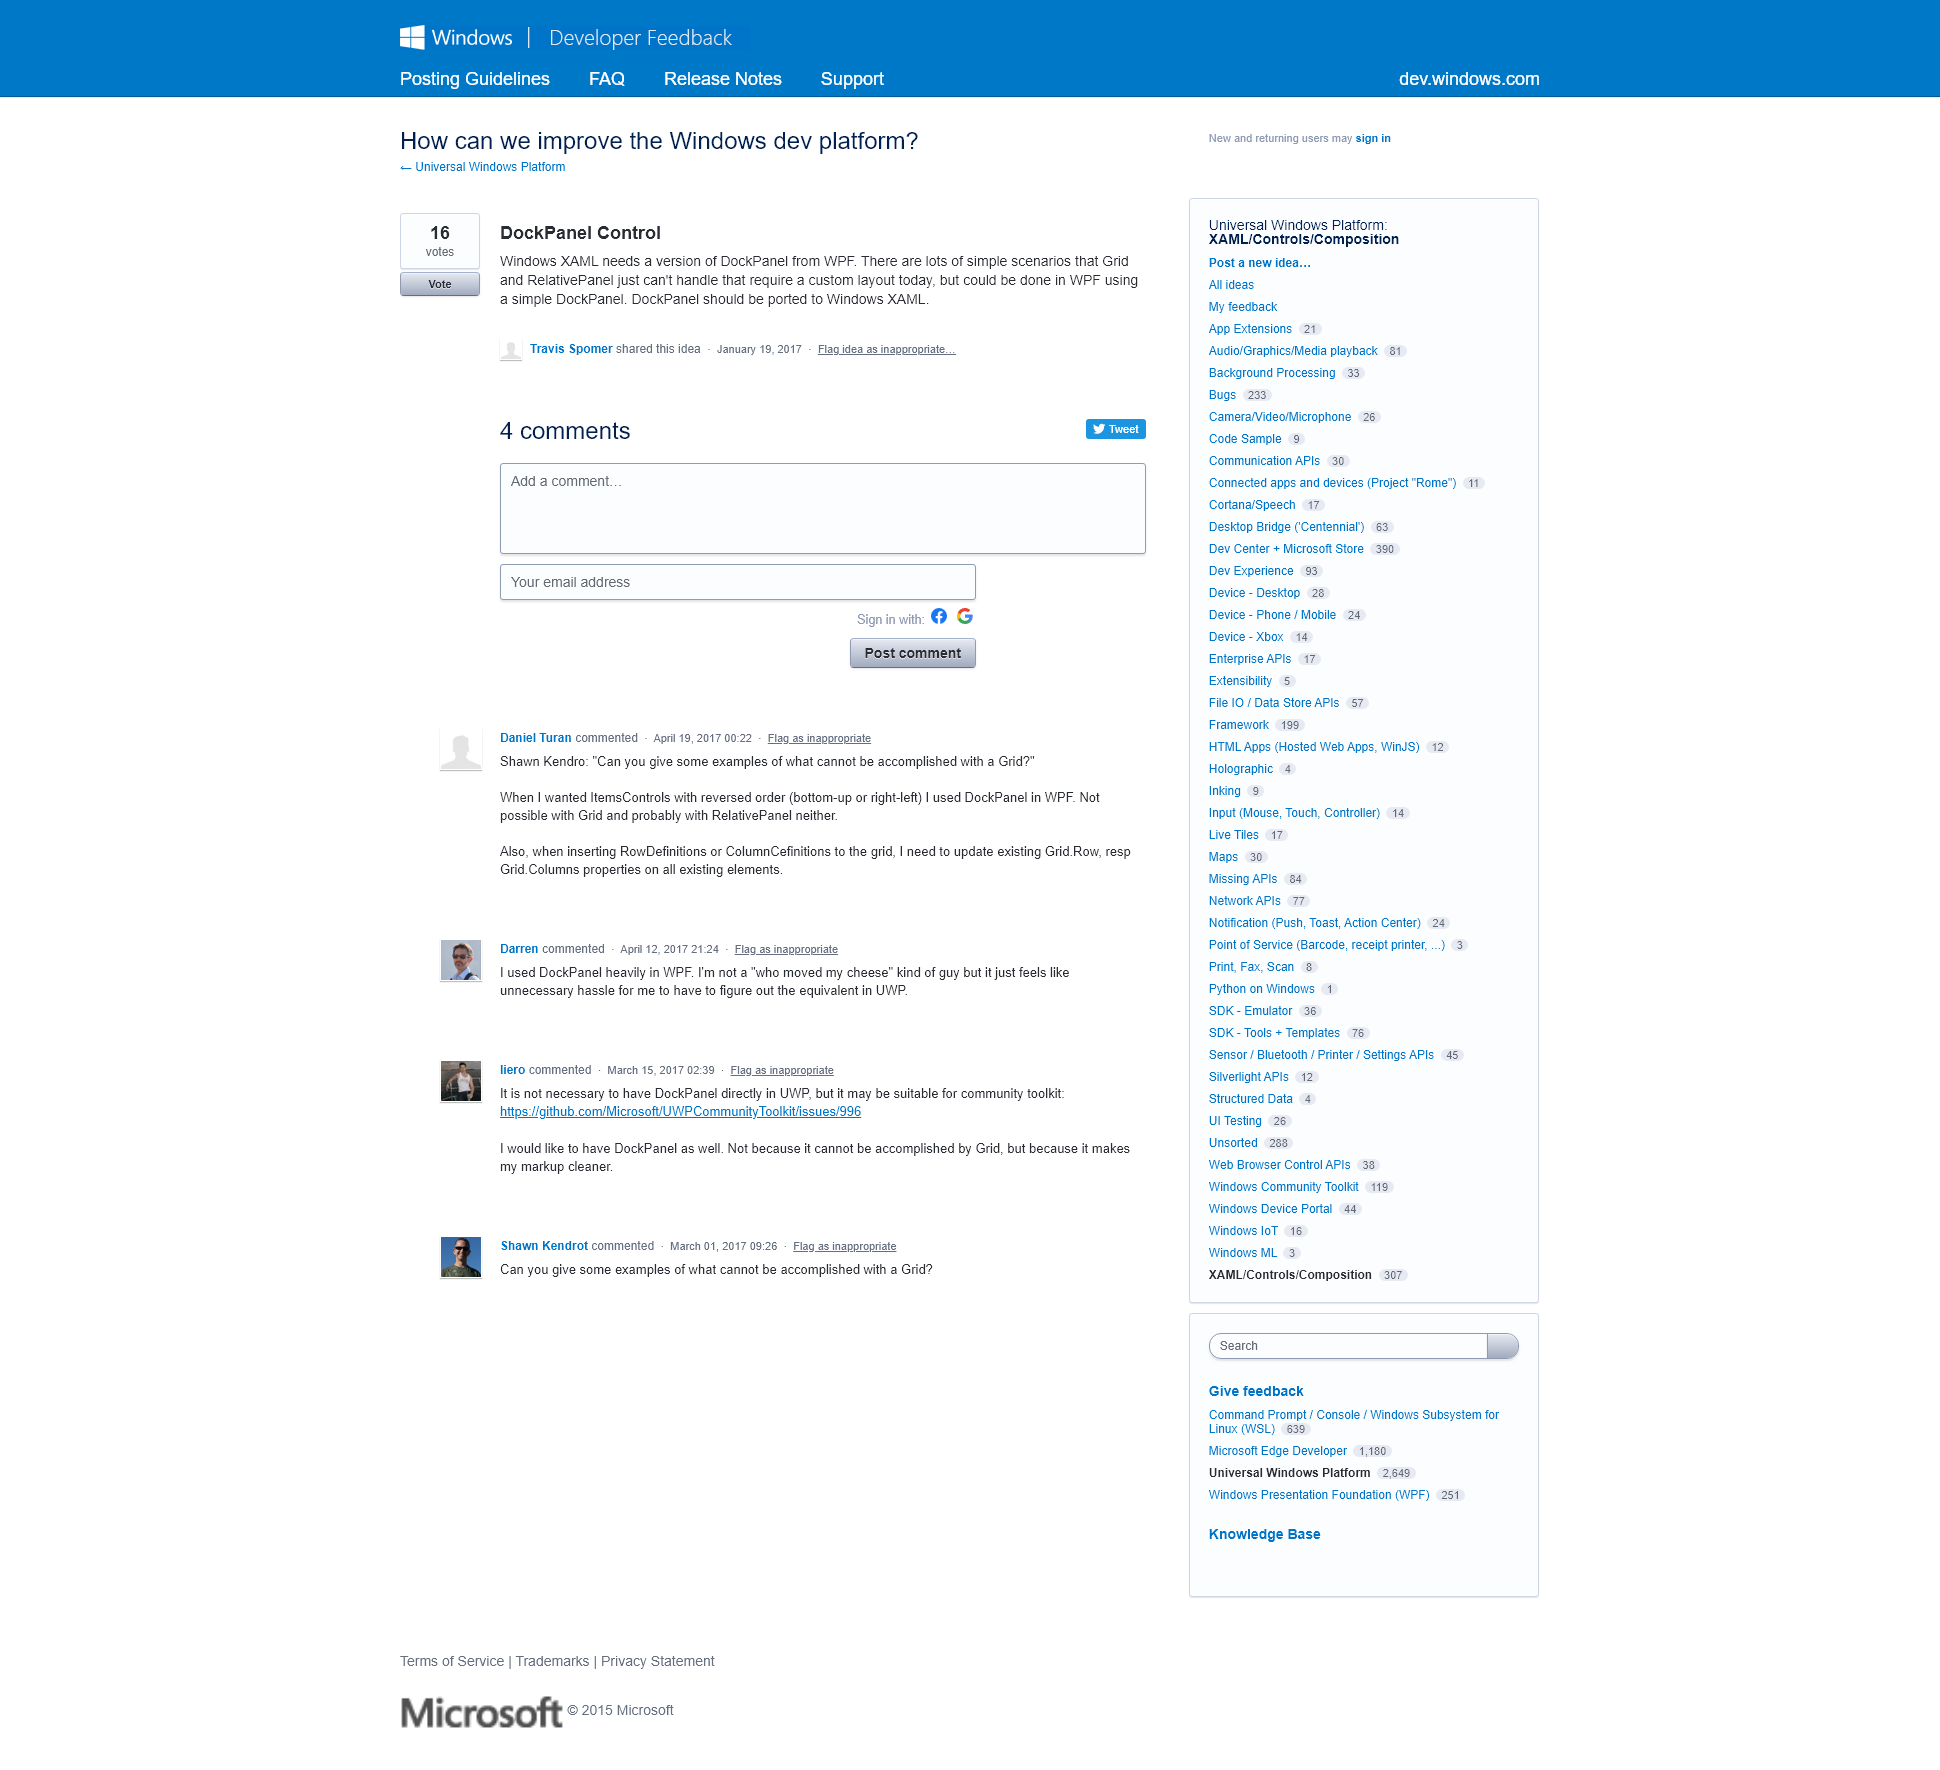 Windows | Developer Feedback
Posting Guidelines FAQ Release Notes Support dev.windows.com
How can we improve the Windows dev platform?
← Universal Windows Platform
New and returning users may sign in
16
votes
Vote
DockPanel Control
Windows XAML needs a version of DockPanel from WPF. There are lots of simple scenarios that Grid
and RelativePanel just can't handle that require a custom layout today, but could be done in WPF using
a simple DockPanel. DockPanel should be ported to Windows XAML.
Travis Spomer shared this idea · January 19, 2017 · Flag idea as inappropriate…
4 comments
Tweet
Add a comment…
Your email address
Sign in with:
Post comment
Daniel Turan commented · April 19, 2017 00:22 · Flag as inappropriate
Shawn Kendro: "Can you give some examples of what cannot be accomplished with a Grid?"
When I wanted ItemsControls with reversed order (bottom-up or right-left) I used DockPanel in WPF. Not
possible with Grid and probably with RelativePanel neither.
Also, when inserting RowDefinitions or ColumnCefinitions to the grid, I need to update existing Grid.Row, resp
Grid.Columns properties on all existing elements.
Darren commented · April 12, 2017 21:24 · Flag as inappropriate
I used DockPanel heavily in WPF. I'm not a "who moved my cheese" kind of guy but it just feels like
unnecessary hassle for me to have to figure out the equivalent in UWP.
liero commented · March 15, 2017 02:39 · Flag as inappropriate
It is not necessary to have DockPanel directly in UWP, but it may be suitable for community toolkit:
https://github.com/Microsoft/UWPCommunityToolkit/issues/996
I would like to have DockPanel as well. Not because it cannot be accomplished by Grid, but because it makes
my markup cleaner.
Shawn Kendrot commented · March 01, 2017 09:26 · Flag as inappropriate
Can you give some examples of what cannot be accomplished with a Grid?
Universal Windows Platform:
XAML/Controls/Composition
Post a new idea…
All ideas
My feedback
App Extensions 21
Audio/Graphics/Media playback 81
Background Processing 33
Bugs 233
Camera/Video/Microphone 26
Code Sample 9
Communication APIs 30
Connected apps and devices (Project "Rome") 11
Cortana/Speech 17
Desktop Bridge ('Centennial') 63
Dev Center + Microsoft Store 390
Dev Experience 93
Device - Desktop 28
Device - Phone / Mobile 24
Device - Xbox 14
Enterprise APIs 17
Extensibility 5
File IO / Data Store APIs 57
Framework 199
HTML Apps (Hosted Web Apps, WinJS) 12
Holographic 4
Inking 9
Input (Mouse, Touch, Controller) 14
Live Tiles 17
Maps 30
Missing APIs 84
Network APIs 77
Notification (Push, Toast, Action Center) 24
Point of Service (Barcode, receipt printer, ...) 3
Print, Fax, Scan 8
Python on Windows 1
SDK - Emulator 36
SDK - Tools + Templates 76
Sensor / Bluetooth / Printer / Settings APIs 45
Silverlight APIs 12
Structured Data 4
UI Testing 26
Unsorted 288
Web Browser Control APIs 38
Windows Community Toolkit 119
Windows Device Portal 44
Windows IoT 16
Windows ML 3
XAML/Controls/Composition 307
Search
Give feedback
Command Prompt / Console / Windows Subsystem for
Linux (WSL) 639
Microsoft Edge Developer 1,180
Universal Windows Platform 2,649
Windows Presentation Foundation (WPF) 251
Knowledge Base
Terms of Service | Trademarks | Privacy Statement
Microsoft © 2015 Microsoft